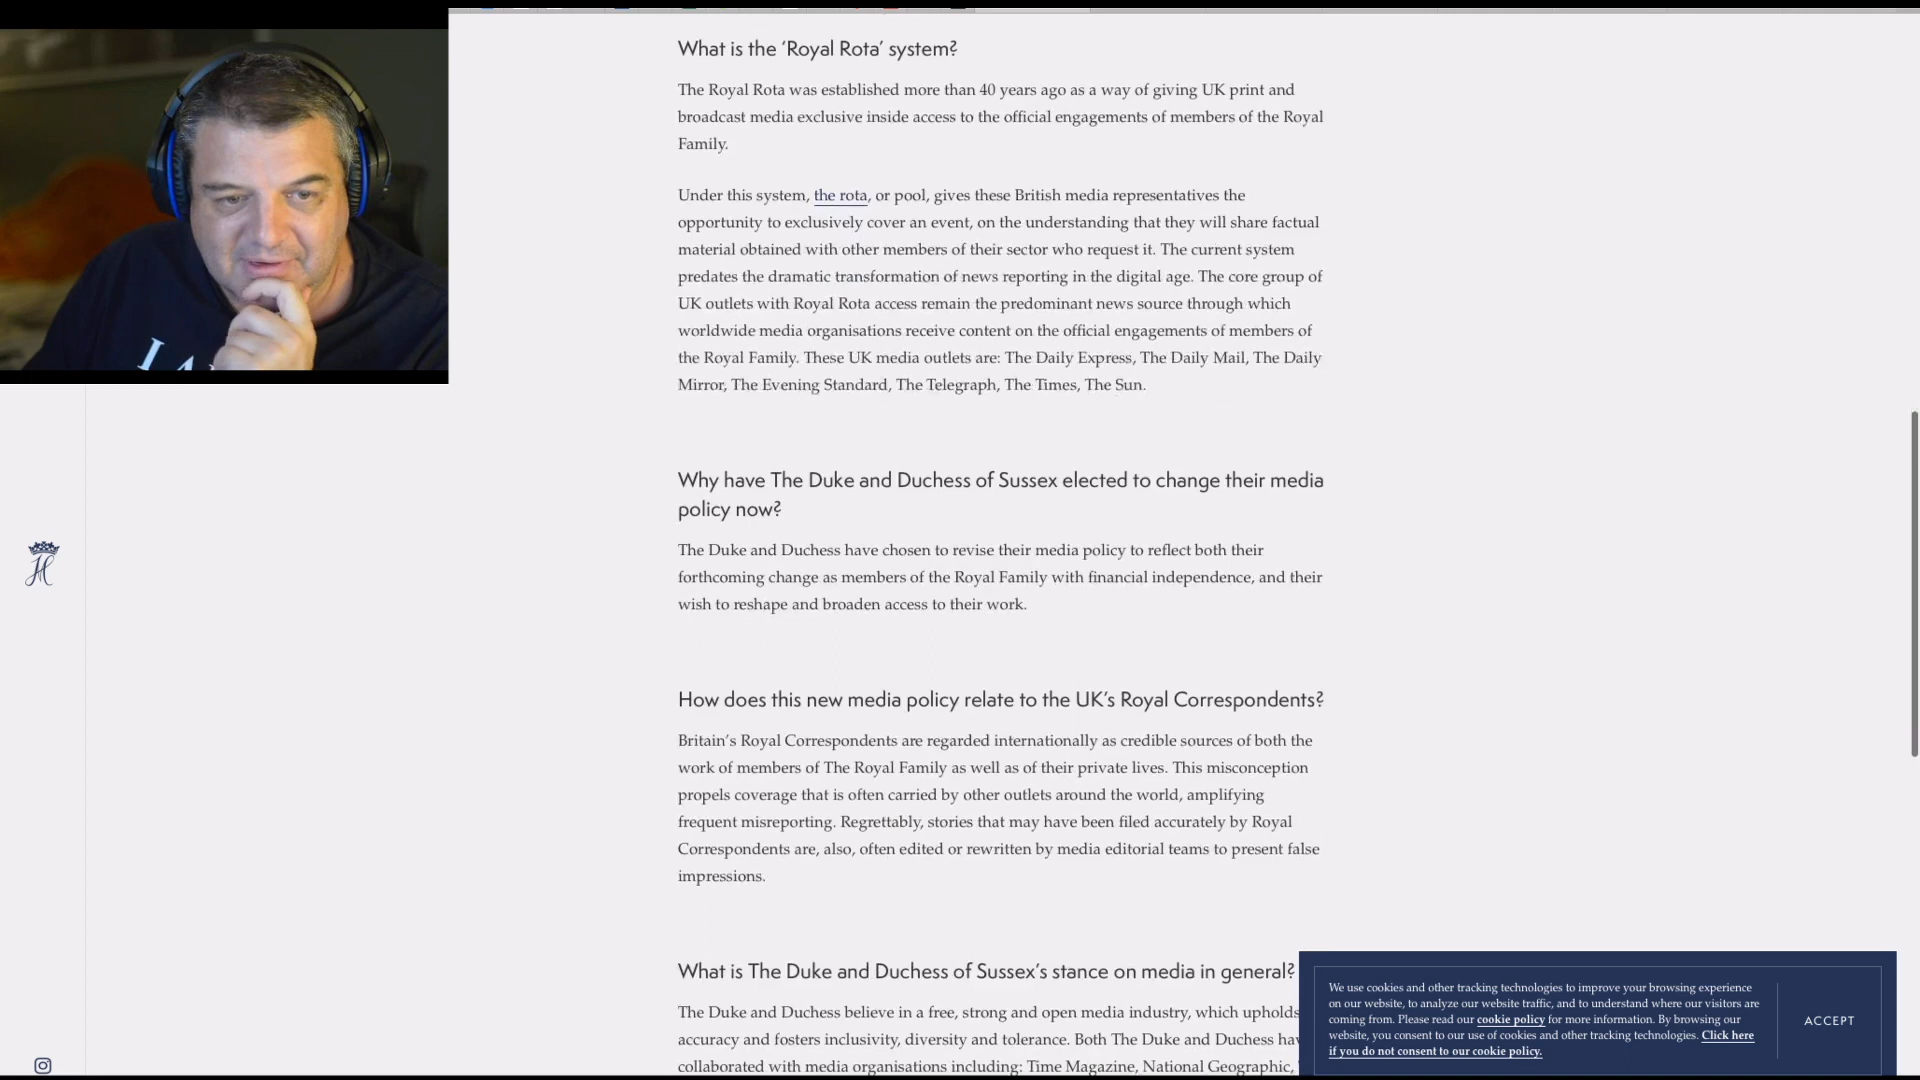 What is the ‘Royal Rota’ system?
The Royal Rota was established more than 40 years ago as a way of giving UK print and
broadcast media exclusive inside access to the official engagements of members of the Royal
Family.
Under this system, the rota, or pool, gives these British media representatives the
opportunity to exclusively cover an event, on the understanding that they will share factual
material obtained with other members of their sector who request it. The current system
predates the dramatic transformation of news reporting in the digital age. The core group of
UK outlets with Royal Rota access remain the predominant news source through which
worldwide media organisations receive content on the official engagements of members of
the Royal Family. These UK media outlets are: The Daily Express, The Daily Mail, The Daily
Mirror, The Evening Standard, The Telegraph, The Times, The Sun.
Why have The Duke and Duchess of Sussex elected to change their media
policy now?
The Duke and Duchess have chosen to revise their media policy to reflect both their
forthcoming change as members of the Royal Family with financial independence, and their
wish to reshape and broaden access to their work.
How does this new media policy relate to the UK’s Royal Correspondents?
Britain’s Royal Correspondents are regarded internationally as credible sources of both the
work of members of The Royal Family as well as of their private lives. This misconception
propels coverage that is often carried by other outlets around the world, amplifying
frequent misreporting. Regrettably, stories that may have been filed accurately by Royal
Correspondents are, also, often edited or rewritten by media editorial teams to present false
impressions.
What is The Duke and Duchess of Sussex’s stance on media in general?
The Duke and Duchess believe in a free, strong and open media industry, which upholds
accuracy and fosters inclusivity, diversity and tolerance. Both The Duke and Duchess
collaborated with media organisations including: Time Magazine, National Geographic,
We use cookies and other tracking technologies to improve your browsing experience
on our website, to analyze our website traffic, and to understand where our visitors are
coming from. Please read our cookie policy for more information. By browsing our
website, you consent to our use of cookies and other tracking technologies. Click here
if you do not consent to our cookie policy.
ACCEPT